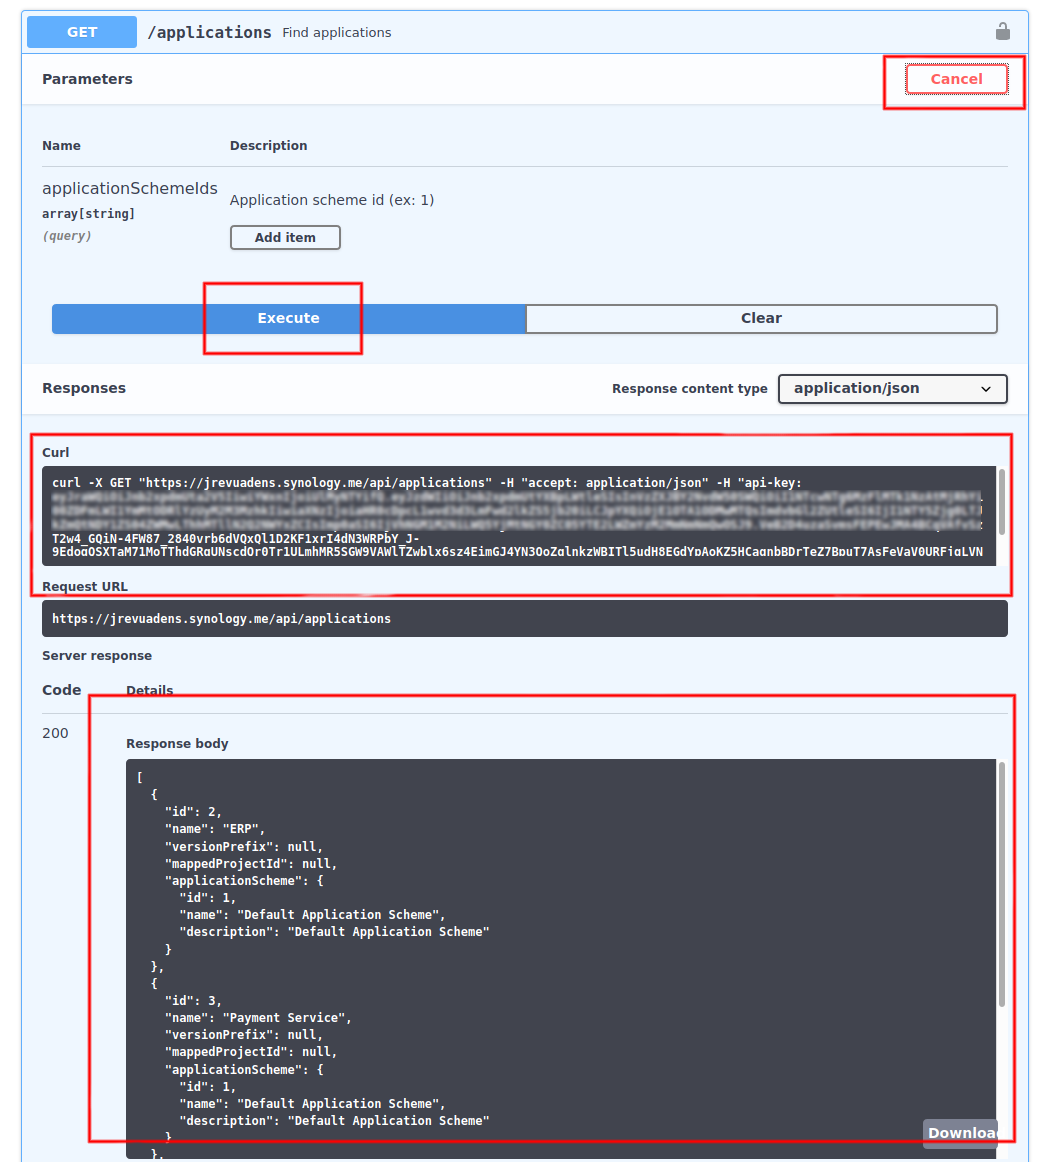 GET /applications Find applications
Parameters
Cancel
Name Description
applicationSchemeIds
array[string]
(query)
Application scheme id (ex: 1)
Add item
Execute Clear
Responses
Response content type application/json
Curl
curl -X GET "https://jrevuadens.synology.me/api/applications" -H "accept: application/json" -H "api-key:
T2w4_GQiN-4FW87_2840vrb6dVQxQl1D2KF1xrI4dN3WRPbY_J-
Request URL
https://jrevuadens.synology.me/api/applications
Server response
Code Details
200
Response body
[
{
"id": 2,
"name": "ERP",
"versionPrefix": null,
"mappedProjectId": null,
"applicationScheme": {
"id": 1,
"name": "Default Application Scheme",
"description": "Default Application Scheme"
}
},
{
"id": 3,
"name": "Payment Service",
"versionPrefix": null,
"mappedProjectId": null,
"applicationScheme": {
"id": 1,
"name": "Default Application Scheme",
"description": "Default Application Scheme"
}
},